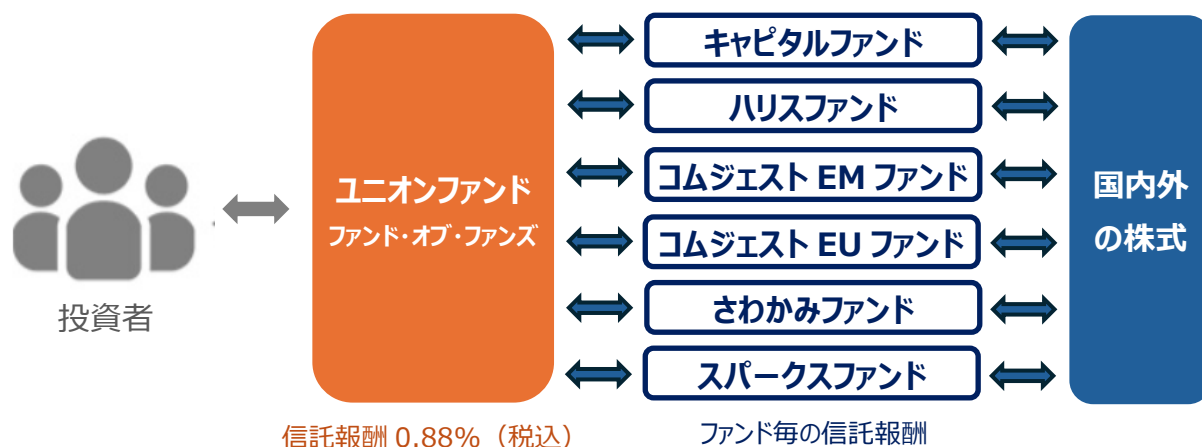 投資者
ユニオンファンド
ファンド・オブ・ファンズ
信託報酬 0.88%（税込）
キャピタルファンド
ハリスファンド
コムジェスト EM ファンド
コムジェスト EU ファンド
さわかみファンド
スパークスファンド
ファンド毎の信託報酬
国内外
の株式